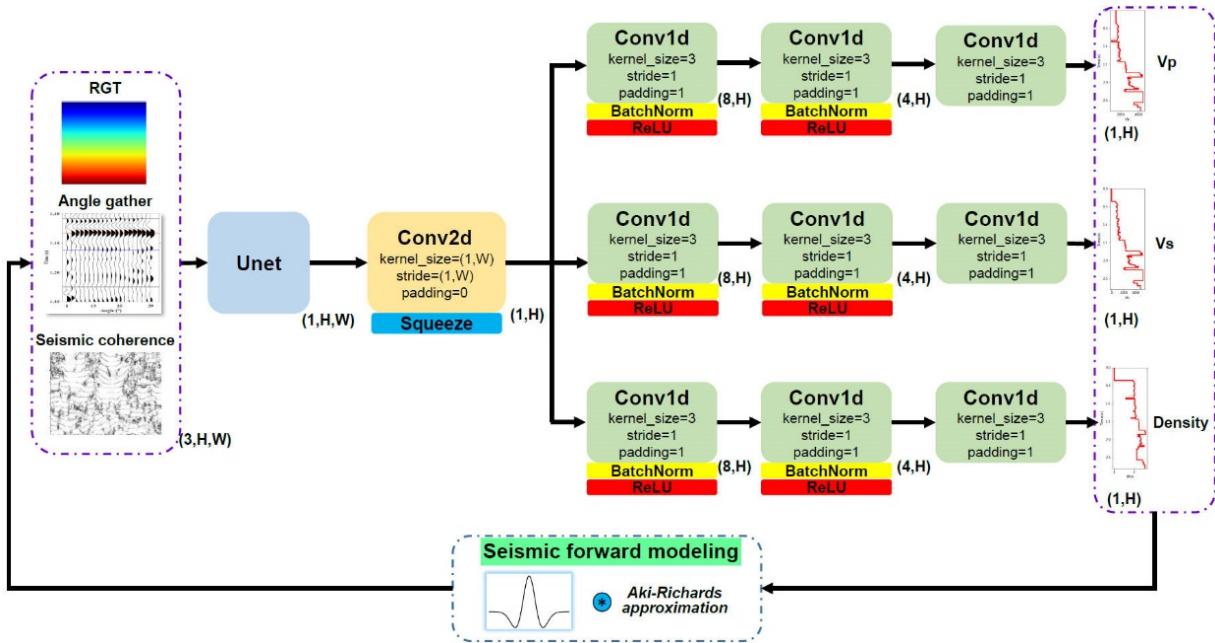 RGT
Angle gather
Angle (°)
Seismic coherence
(3,H,W)
Unet
(1,H,W)
Conv2d
kernel_size=(1,W)
stride=(1,W)
padding=0
Squeeze
(1,H)
Conv1d
kernel_size=3
stride=1
padding=1
BatchNorm
ReLU
(8,H)
Conv1d
kernel_size=3
stride=1
padding=1
BatchNorm
ReLU
(4,H)
Conv1d
kernel_size=3
stride=1
padding=1
Vp
(1,H)
Conv1d
kernel_size=3
stride=1
padding=1
BatchNorm
ReLU
(8,H)
Conv1d
kernel_size=3
stride=1
padding=1
BatchNorm
ReLU
(4,H)
Conv1d
kernel_size=3
stride=1
padding=1
Vs
(1,H)
Conv1d
kernel_size=3
stride=1
padding=1
BatchNorm
ReLU
(8,H)
Conv1d
kernel_size=3
stride=1
padding=1
BatchNorm
ReLU
(4,H)
Conv1d
kernel_size=3
stride=1
padding=1
Density
(1,H)
Seismic forward modeling
*
Aki-Richards
approximation